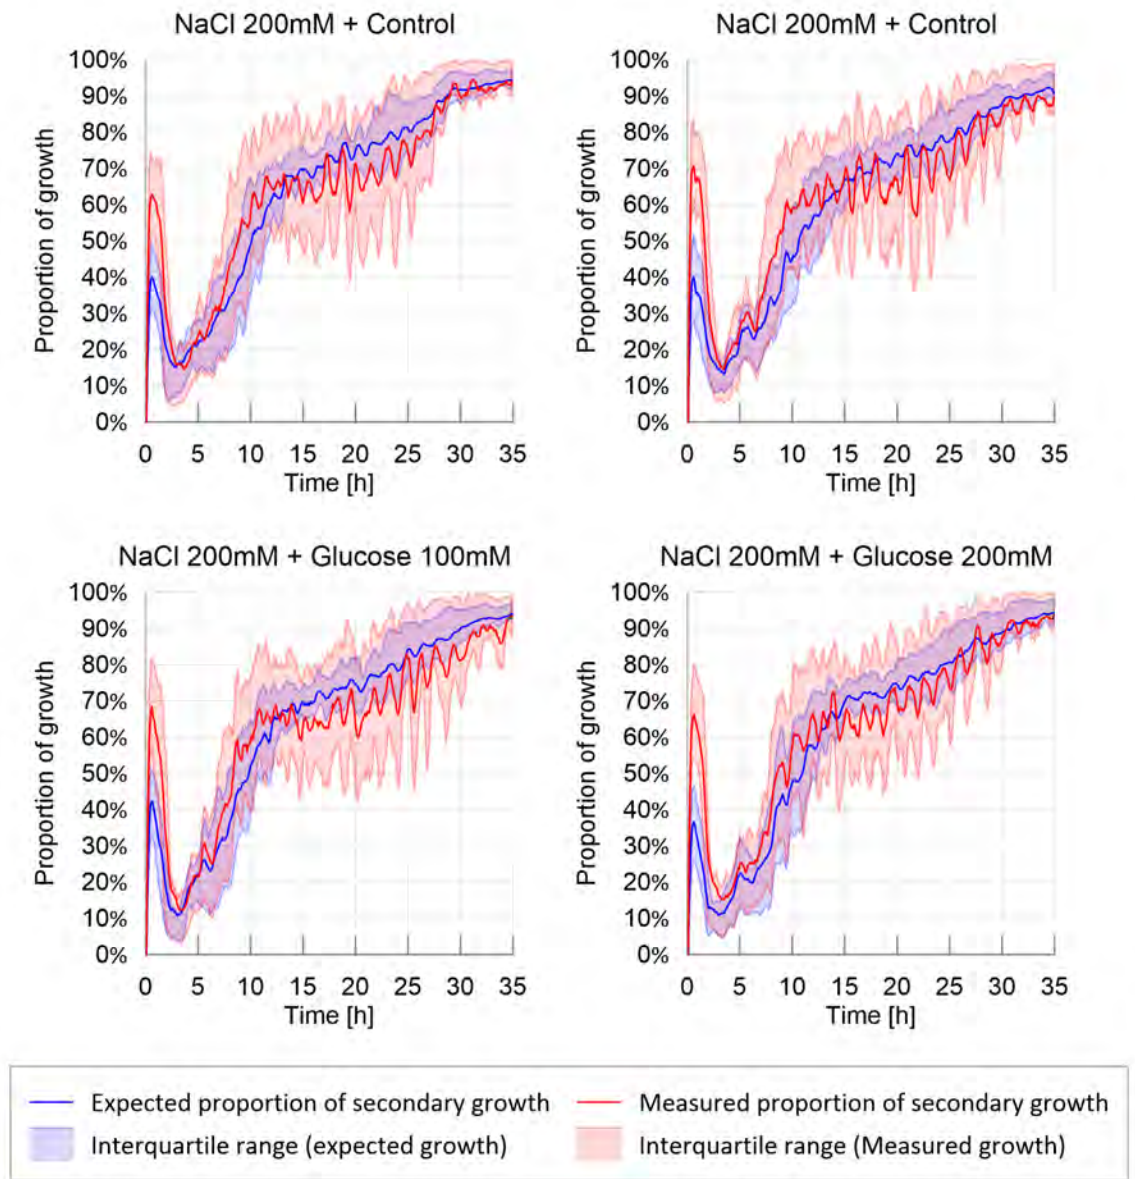 NaCl 200mM + Control
NaCl 200mM + Control
Proportion of growth
100%
90%
80%
70%
60%
50%
40%
30%
20%
10%
0%
0 5 10 15 20 25 30 35
Time [h]
Proportion of growth
100%
90%
80%
70%
60%
50%
40%
30%
20%
10%
0%
0 5 10 15 20 25 30 35
Time [h]
NaCl 200mM + Glucose 100mM
NaCl 200mM + Glucose 200mM
Proportion of growth
100%
90%
80%
70%
60%
50%
40%
30%
20%
10%
0%
0 5 10 15 20 25 30 35
Time [h]
Proportion of growth
100%
90%
80%
70%
60%
50%
40%
30%
20%
10%
0%
0 5 10 15 20 25 30 35
Time [h]
Expected proportion of secondary growth
Measured proportion of secondary growth
Interquartile range (expected growth)
Interquartile range (Measured growth)